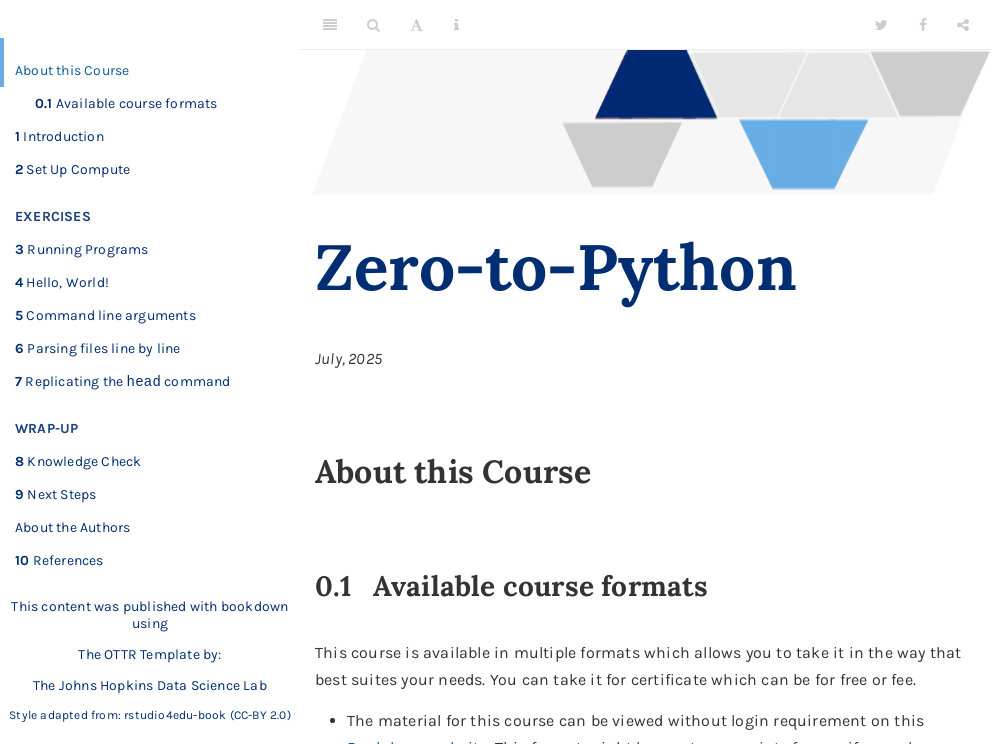 About this Course
0.1 Available course formats
1 Introduction
2 Set Up Compute
EXERCISES
3 Running Programs
4 Hello, World!
5 Command line arguments
6 Parsing files line by line
7 Replicating the head command
WRAP-UP
8 Knowledge Check
9 Next Steps
About the Authors
10 References
This content was published with bookdown
using
The OTTR Template by:
The Johns Hopkins Data Science Lab
Style adapted from: rstudio4edu-book (CC-BY 2.0)
A
Zero-to-Python
July, 2025
About this Course
0.1 Available course formats
This course is available in multiple formats which allows you to take it in the way that
best suites your needs. You can take it for certificate which can be for free or fee.
• The material for this course can be viewed without login requirement on this